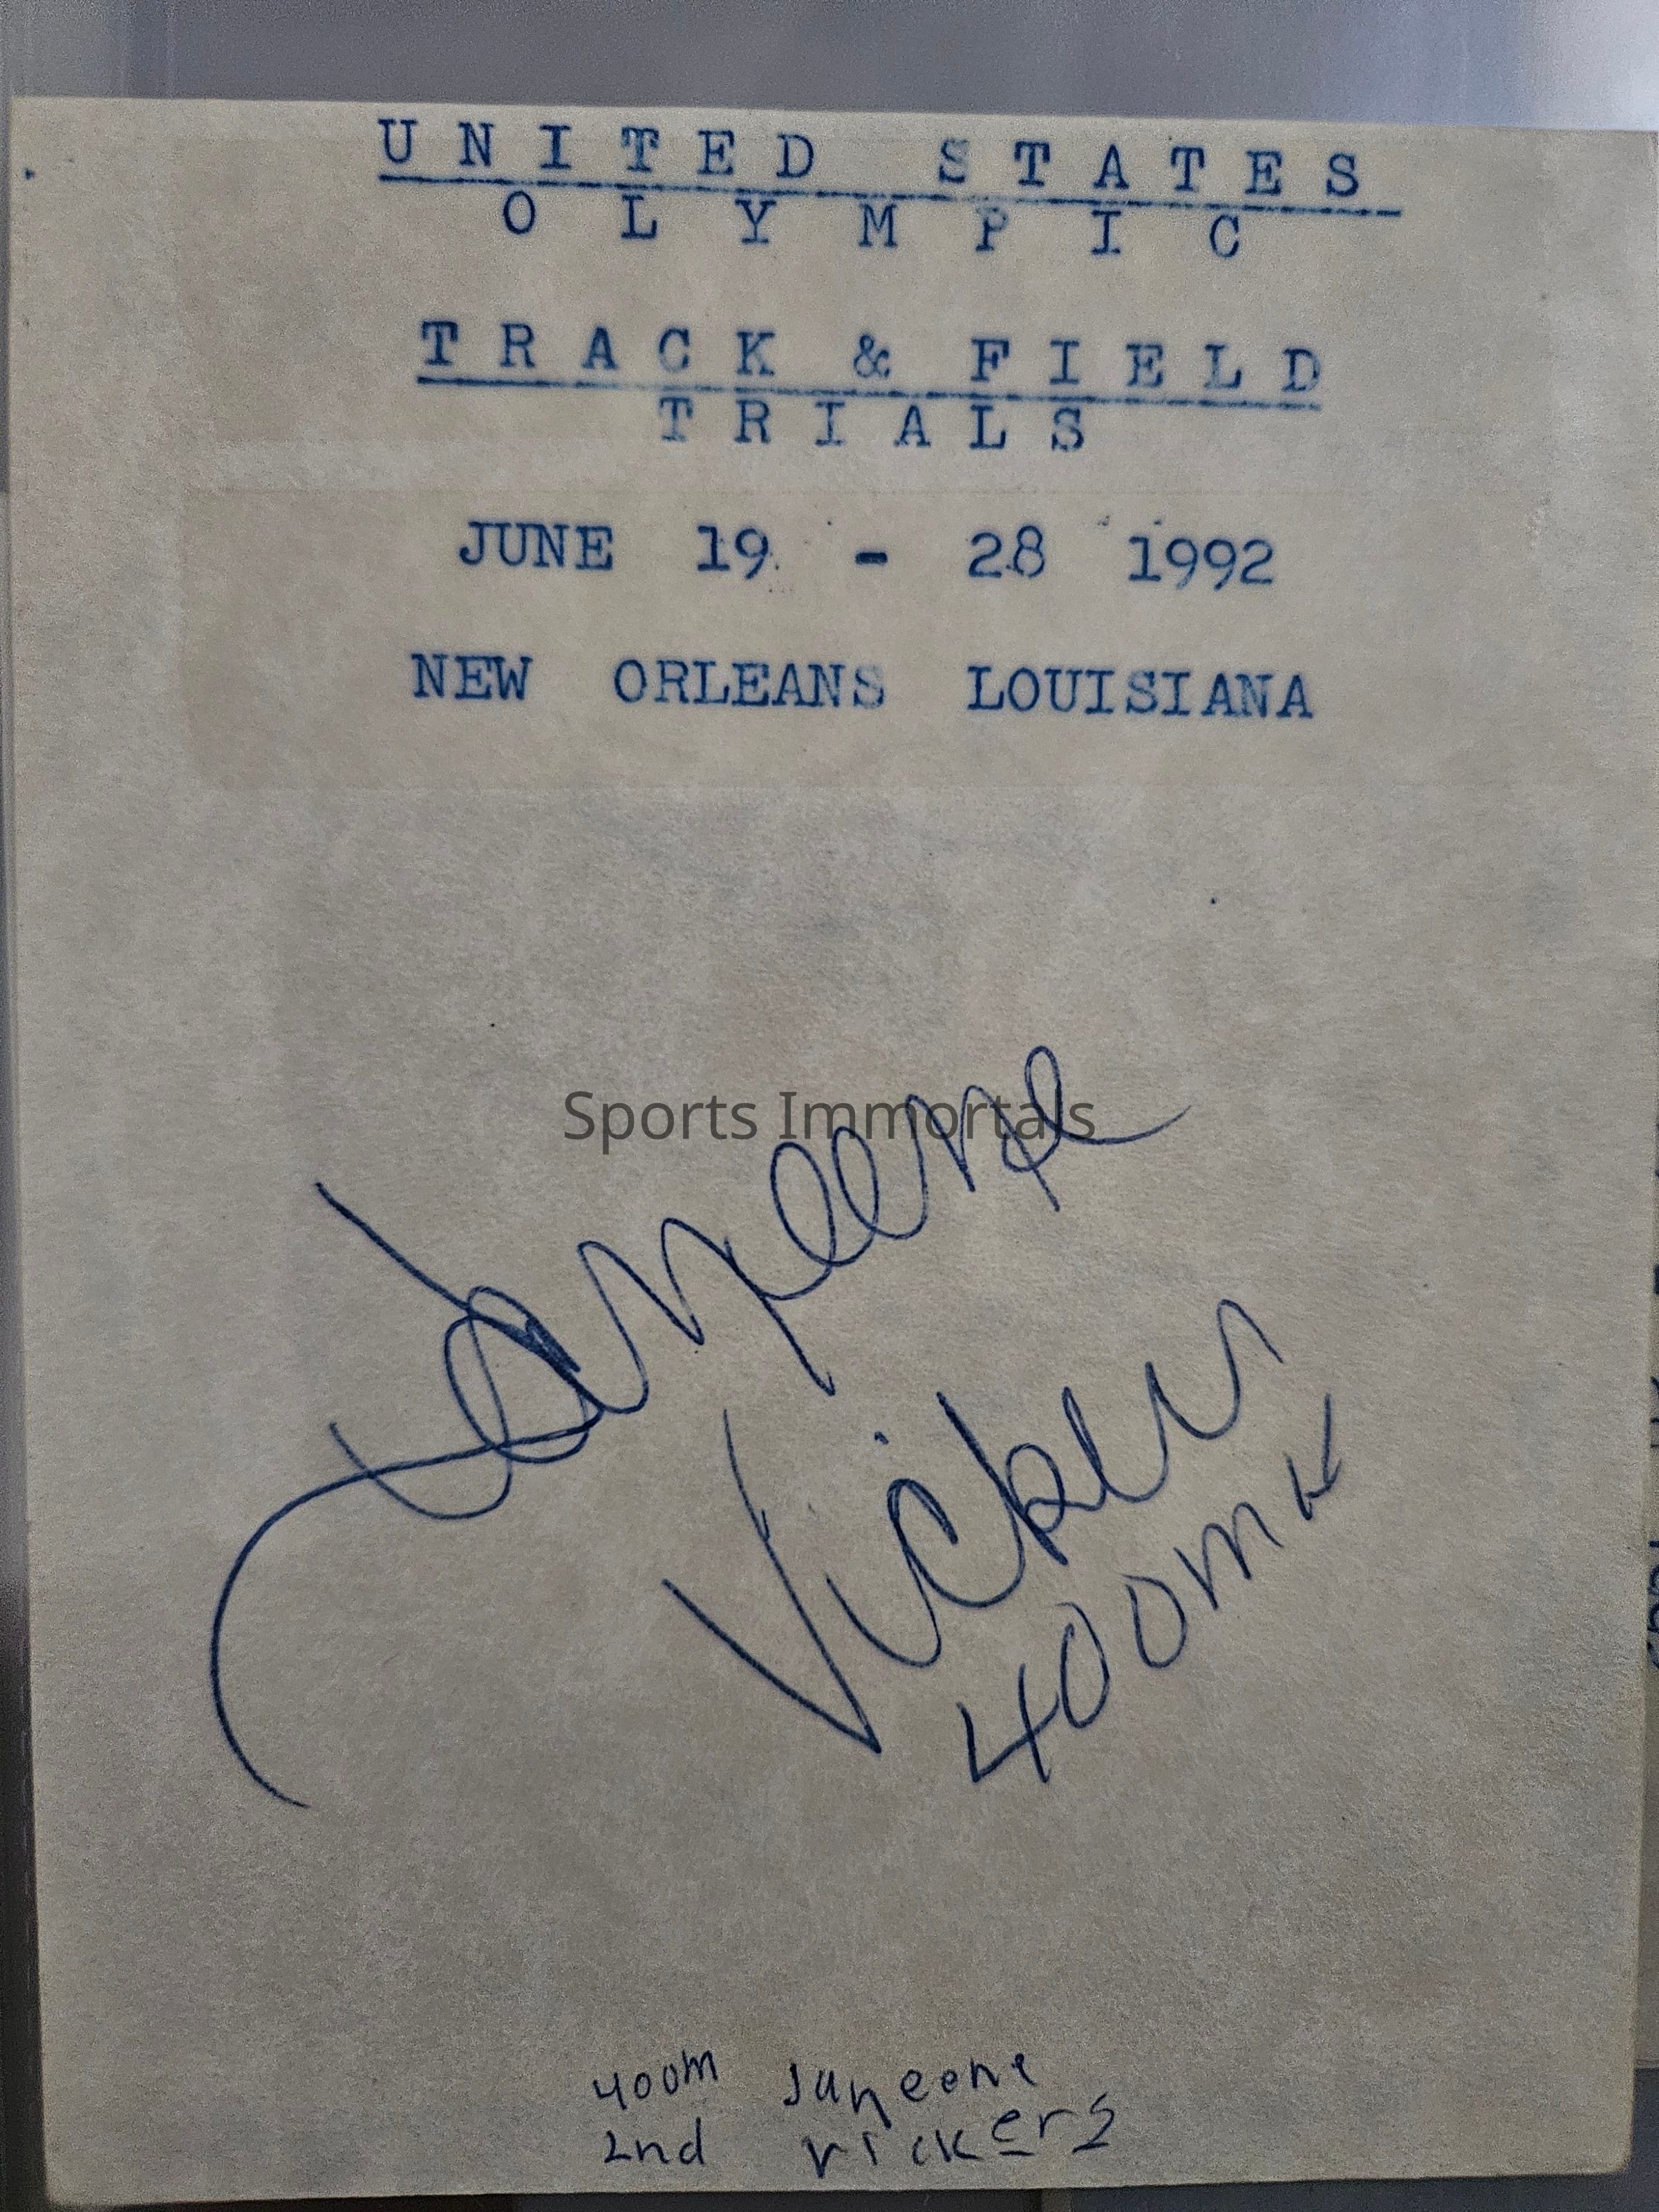 UNITED STATES
OLYMPIC
TRACK & FIELD
TRIALS
JUNE 19 - 28 1992
NEW ORLEANS LOUISIANA
Sports Immortals
Janeene
Vickers
400m H
400m Janeene
2nd Vickers